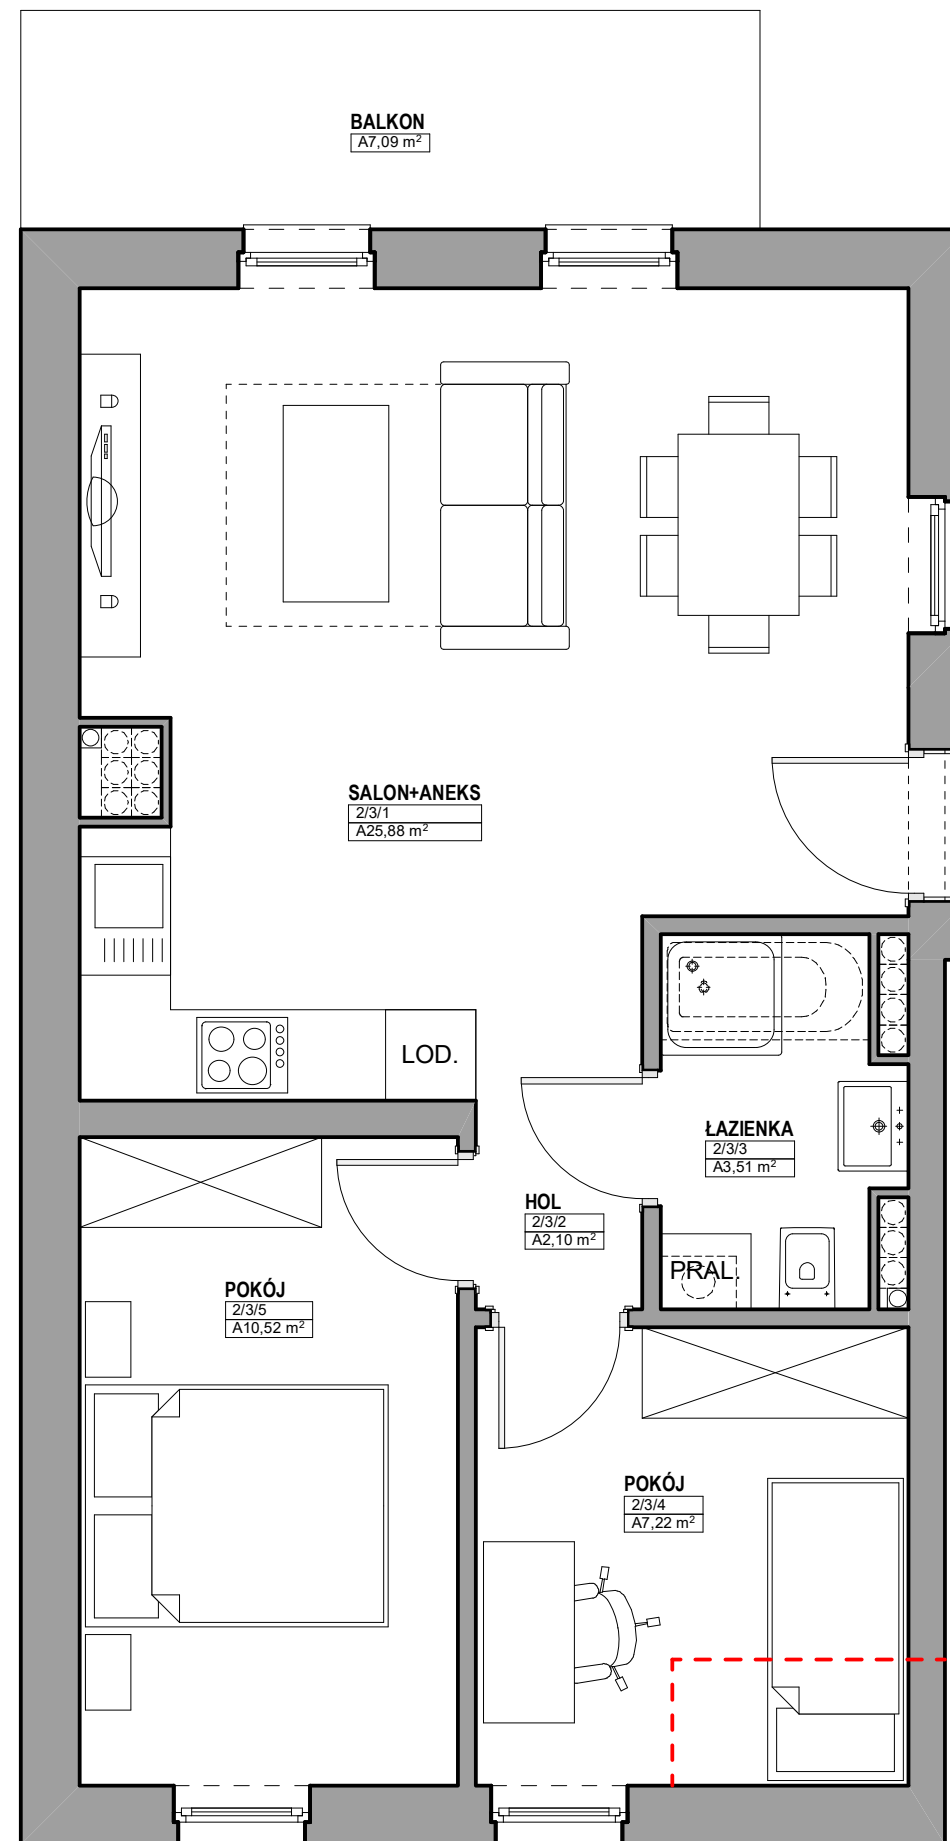 BALKON
A7,09 m²
SALON+ANEKS
2/3/1
A25,88 m²
LOD.
ŁAZIENKA
2/3/3
A3,51 m²
HOL
2/3/2
A2,10 m²
PRAL.
POKÓJ
2/3/5
A10,52 m²
POKÓJ
2/3/4
A7,22 m²